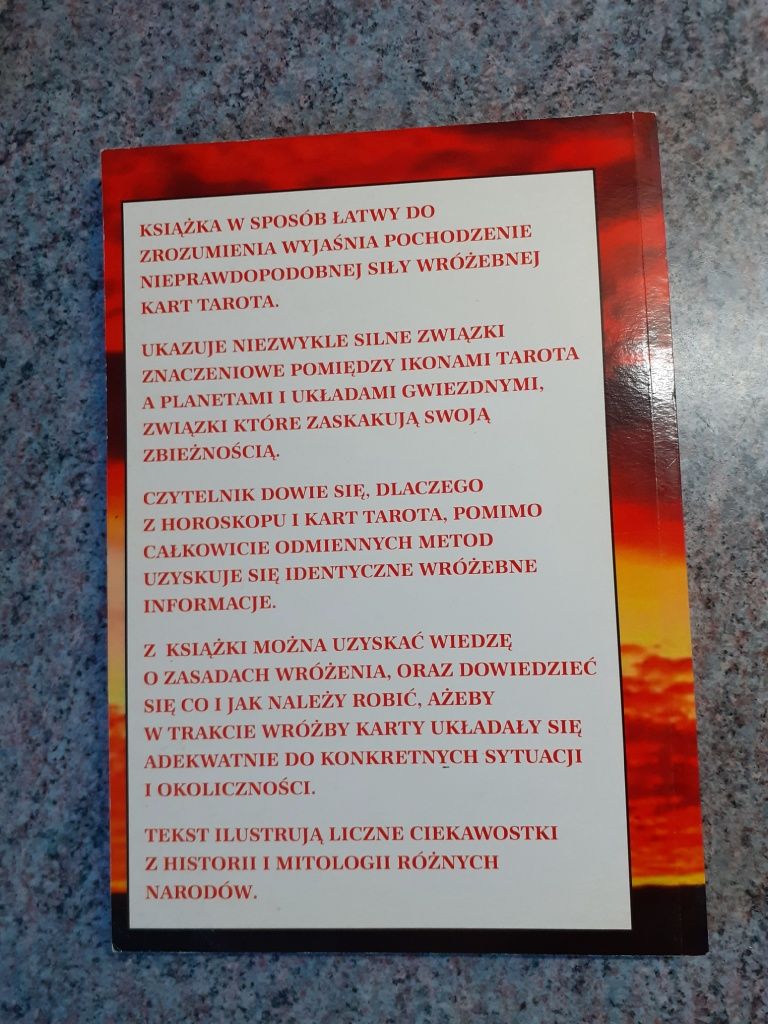 KSIĄŻKA W SPOSÓB ŁATWY DO
ZROZUMIENIA WYJAŚNIA POCHODZENIE
NIEPRAWDOPODOBNEJ SIŁY WRÓŻEBNEJ
KART TAROTA.
UKAZUJE NIEZWYKLE SILNE ZWIĄZKI
ZNACZENIOWE POMIĘDZY IKONAMI TAROTA
A PLANETAMI I UKŁADAMI GWIEZDNYMI,
ZWIĄZKI KTÓRE ZASKAKUJĄ SWOJĄ
ZBIEŻNOŚCIĄ.
CZYTELNIK DOWIE SIĘ, DLACZEGO
Z HOROSKOPU I KART TAROTA, POMIMO
CAŁKOWICIE ODMIENNYCH METOD
UZYSKUJE SIĘ IDENTYCZNE WRÓŻEBNE
INFORMACJE.
Z KSIĄŻKI MOŻNA UZYSKAĆ WIEDZĘ
O ZASADACH WRÓŻENIA, ORAZ DOWIEDZIEĆ
SIĘ CO I JAK NALEŻY ROBIĆ, AŻEBY
W TRAKCIE WRÓŻBY KARTY UKŁADAŁY SIĘ
ADEKWATNIE DO KONKRETNYCH SYTUACJI
I OKOLICZNOŚCI.
TEKST ILUSTRUJĄ LICZNE CIEKAWOSTKI
Z HISTORII I MITOLOGII RÓŻNYCH
NARODÓW.